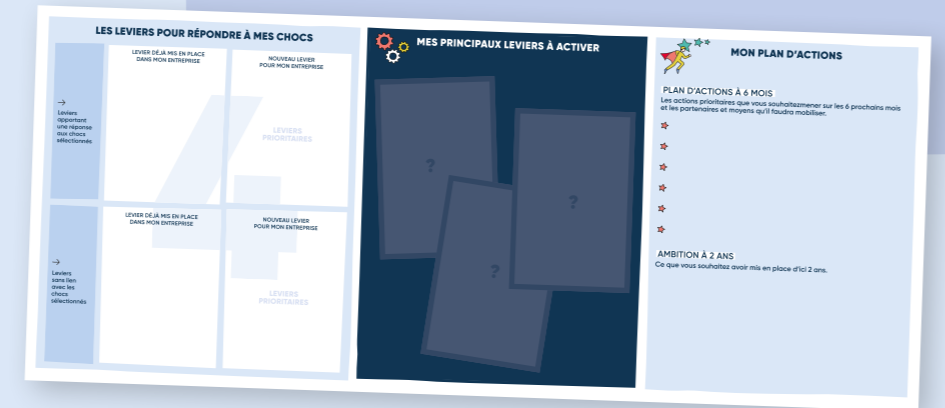 LES LEVIERS POUR RÉPONDRE À MES CHOCS
LEVIER DÉJÀ MIS EN PLACE
DANS MON ENTREPRISE
NOUVEAU LEVIER
POUR MON ENTREPRISE
→
Leviers
apportant
une réponse
aux chocs
sélectionnés
LEVIERS
PRIORITAIRES
4
LEVIER DÉJÀ MIS EN PLACE
DANS MON ENTREPRISE
NOUVEAU LEVIER
POUR MON ENTREPRISE
→
Leviers
sans lien
avec les
chocs
sélectionnés
LEVIERS
PRIORITAIRES
MES PRINCIPAUX LEVIERS À ACTIVER
?
?
?
MON PLAN D'ACTIONS
PLAN D'ACTIONS À 6 MOIS
Les actions prioritaires que vous souhaitezmener sur les 6 prochains mois
et les partenaires et moyens qu'il faudra mobiliser.
AMBITION À 2 ANS
Ce que vous souhaitez avoir mis en place d'ici 2 ans.